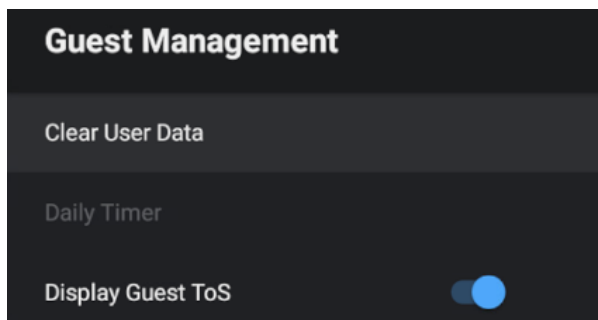 Guest Management
Clear User Data
Daily Timer
Display Guest ToS